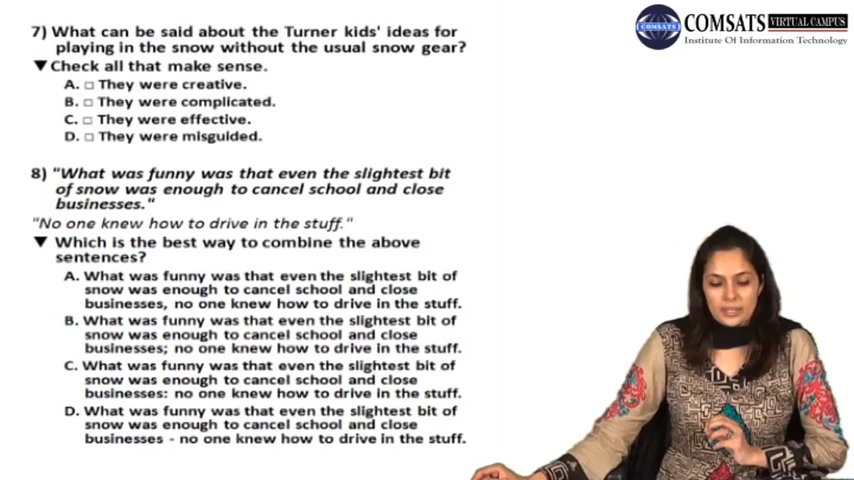 COMSATS VIRTUAL CAMPUS
Institute Of Information Technology
7) What can be said about the Turner kids' ideas for
playing in the snow without the usual snow gear?
▼ Check all that make sense.
A. □ They were creative.
B. □ They were complicated.
C. □ They were effective.
D. □ They were misguided.
8) "What was funny was that even the slightest bit
of snow was enough to cancel school and close
businesses."
"No one knew how to drive in the stuff."
▼ Which is the best way to combine the above
sentences?
A. What was funny was that even the slightest bit of
snow was enough to cancel school and close
businesses, no one knew how to drive in the stuff.
B. What was funny was that even the slightest bit of
snow was enough to cancel school and close
businesses; no one knew how to drive in the stuff.
C. What was funny was that even the slightest bit of
snow was enough to cancel school and close
businesses: no one knew how to drive in the stuff.
D. What was funny was that even the slightest bit of
snow was enough to cancel school and close
businesses - no one knew how to drive in the stuff.